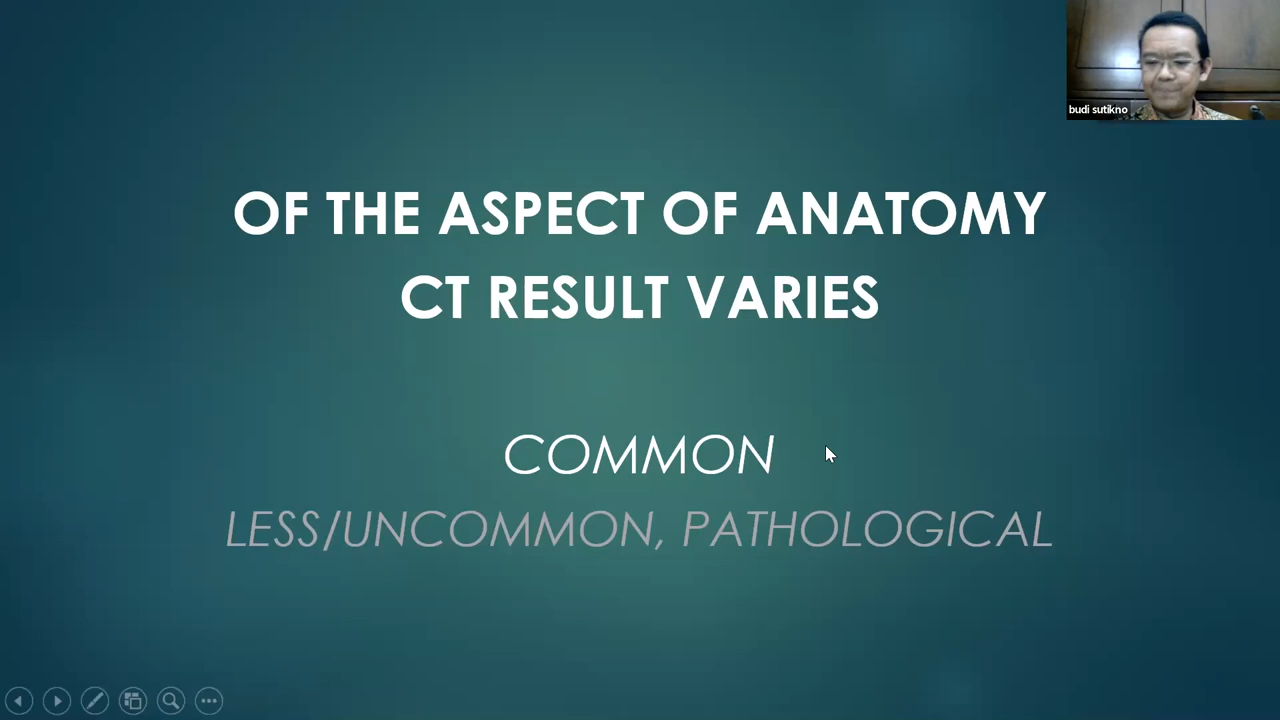 budi sutikno
OF THE ASPECT OF ANATOMY
CT RESULT VARIES
COMMON
LESS/UNCOMMON, PATHOLOGICAL